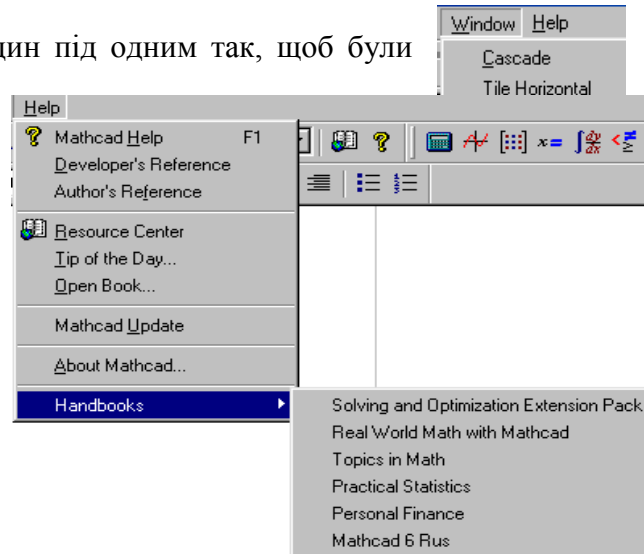 Window Help
Cascade
Tile Horizontal
один під одним так, щоб були
Help
Mathcad Help F1
Developer's Reference
Author's Reference
Resource Center
Tip of the Day...
Open Book...
Mathcad Update
About Mathcad...
Handbooks
Solving and Optimization Extension Pack
Real World Math with Mathcad
Topics in Math
Practical Statistics
Personal Finance
Mathcad 6 Rus